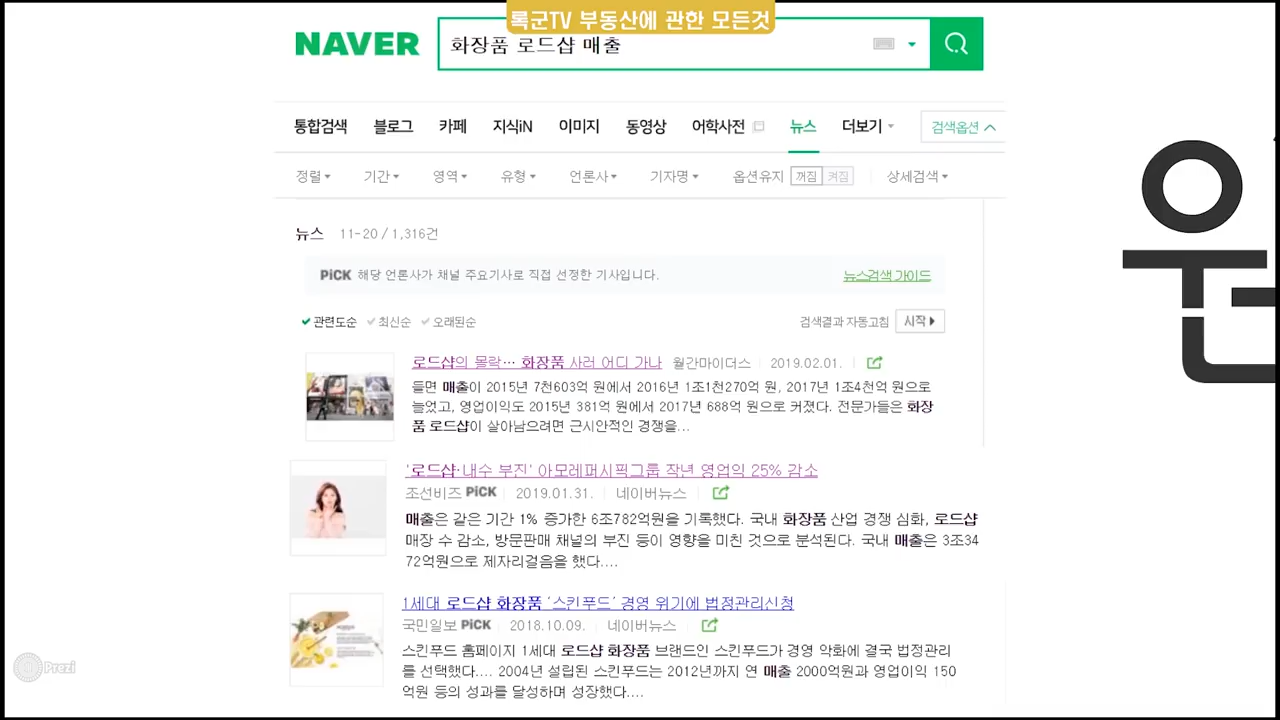 록군TV 부동산에 관한 모든것
NAVER
화장품 로드샵 매출
통합검색 블로그 카페 지식iN 이미지 동영상 어학사전 뉴스 더보기 검색옵션
정렬 기간 영역 유형 언론사 기자명 옵션유지 꺼짐 켜짐 상세검색
뉴스 11-20 / 1,316건
PiCK 해당 언론사가 채널 주요기사로 직접 선정한 기사입니다. 뉴스검색 가이드
관련도순 최신순 오래된순 검색결과 자동고침 시작
로드샵의 몰락… 화장품 사러 어디 가나 월간마이더스 2019.02.01.
들면 매출이 2015년 7천603억 원에서 2016년 1조1천270억 원, 2017년 1조4천억 원으로
늘었고, 영업이익도 2015년 381억 원에서 2017년 688억 원으로 커졌다. 전문가들은 화장
품 로드샵이 살아남으려면 근시안적인 경쟁을...
'로드샵·내수 부진' 아모레퍼시픽그룹 작년 영업익 25% 감소
조선비즈 PiCK 2019.01.31. 네이버뉴스
매출은 같은 기간 1% 증가한 6조782억원을 기록했다. 국내 화장품 산업 경쟁 심화, 로드샵
매장 수 감소, 방문판매 채널의 부진 등이 영향을 미친 것으로 분석된다. 국내 매출은 3조34
72억원으로 제자리걸음을 했다....
1세대 로드샵 화장품 ‘스킨푸드’ 경영 위기에 법정관리신청
국민일보 PiCK 2018.10.09. 네이버뉴스
스킨푸드 홈페이지 1세대 로드샵 화장품 브랜드인 스킨푸드가 경영 악화에 결국 법정관리
를 선택했다.... 2004년 설립된 스킨푸드는 2012년까지 연 매출 2000억원과 영업이익 150
억원 등의 성과를 달성하며 성장했다....
Prezi